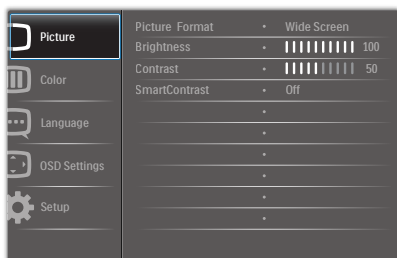 Picture
Color
Language
OSD Settings
Setup
Picture Format • Wide Screen
Brightness • 100
Contrast • 50
SmartContrast • Off
•
•
•
•
•
•